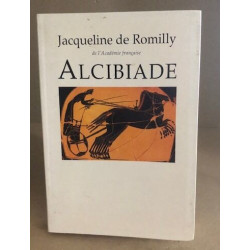 Jacqueline de Romilly
de l'Académie française
ALCIBIADE